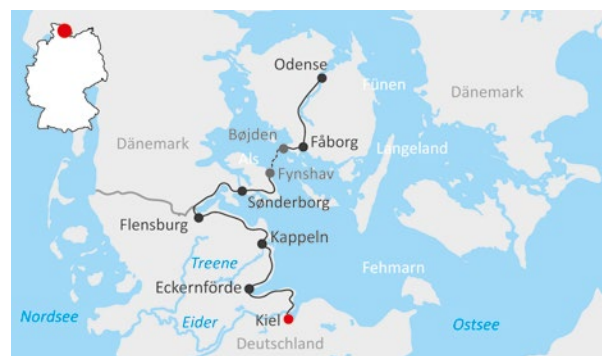 Odense
Fünen
Dänemark
Dänemark
Bøjden
Fåborg
Als
Langeland
Fynshav
Sønderborg
Flensburg
Kappeln
Treene
Fehmarn
Eckernförde
Nordsee
Eider
Kiel
Ostsee
Deutschland